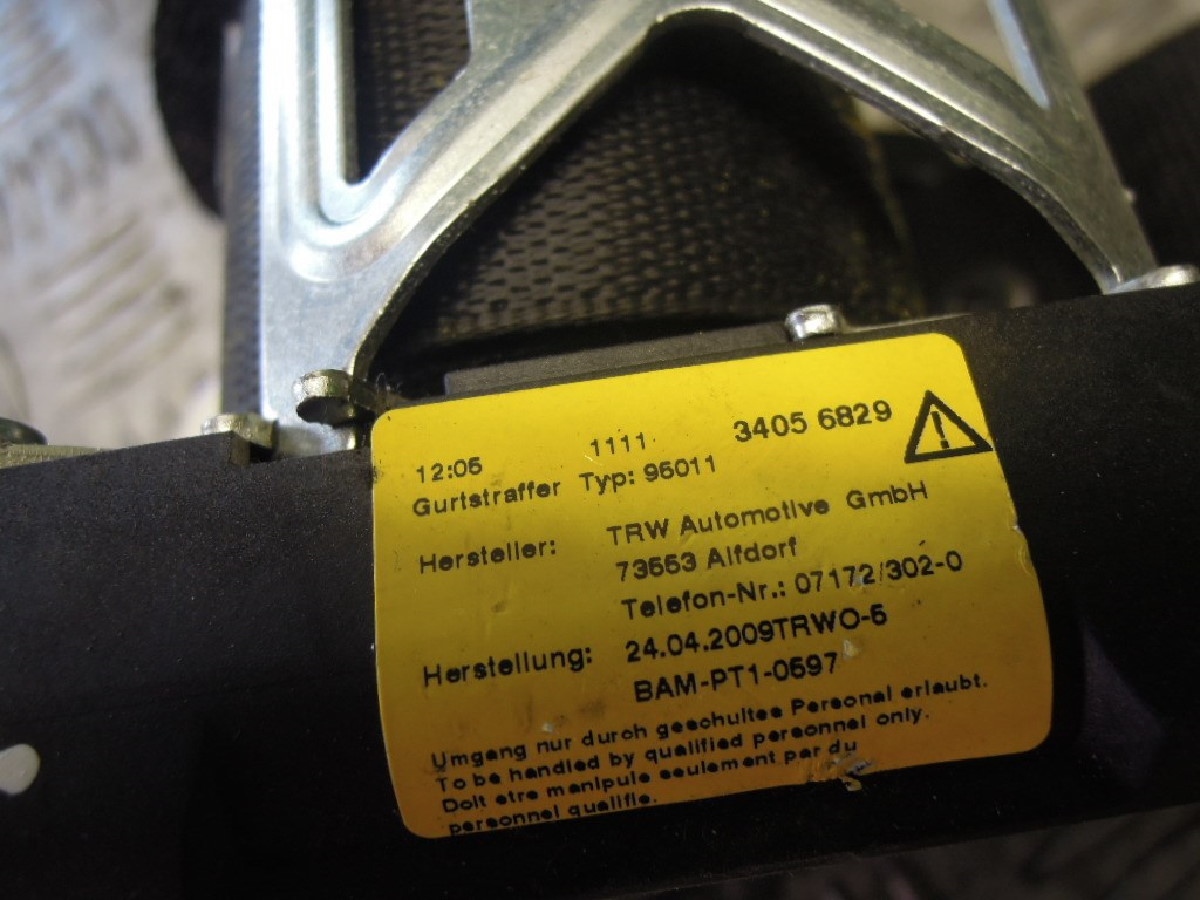 12:05 1111 3405 6829
Gurtstraffer Typ: 95011
Hersteller: TRW Automotive GmbH
73553 Alfdorf
Telefon-Nr.: 07172/302-0
Herstellung: 24.04.2009TRWO-5
BAM-PT1-0597
Umgang nur durch geschultes Personal erlaubt.
To be handled by qualified personnel only.
Doit etre manipule seulement par du
personnel qualifie.